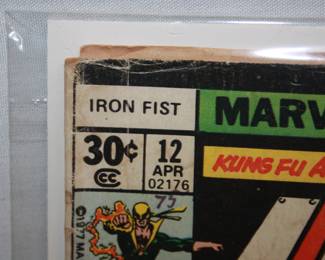 IRON FIST
MARV
30¢
12
APR
02176
CC
KUNG FU A
75
©1977 MA